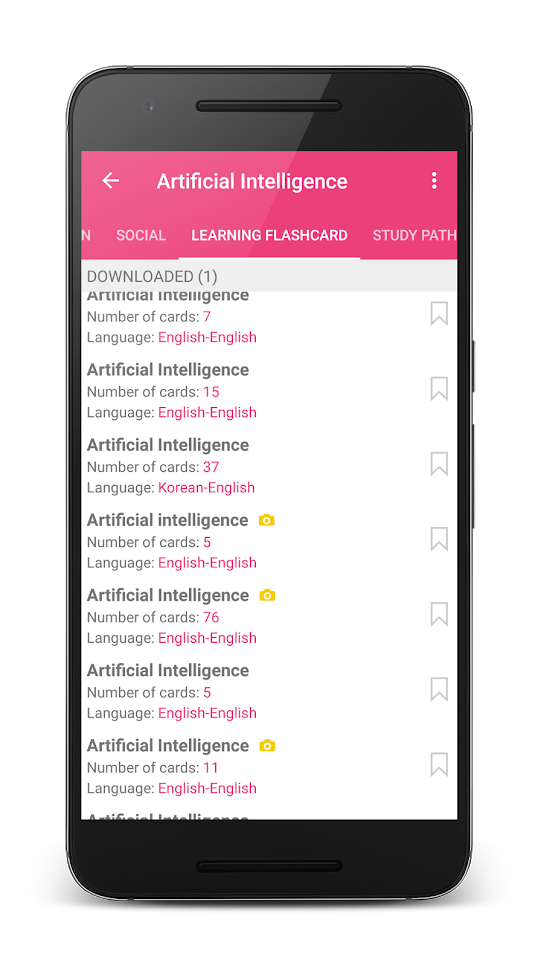 Artificial Intelligence
N SOCIAL LEARNING FLASHCARD STUDY PATH
DOWNLOADED (1)
Artificial Intelligence
Number of cards: 7
Language: English-English
Artificial Intelligence
Number of cards: 15
Language: English-English
Artificial Intelligence
Number of cards: 37
Language: Korean-English
Artificial intelligence
Number of cards: 5
Language: English-English
Artificial Intelligence
Number of cards: 76
Language: English-English
Artificial Intelligence
Number of cards: 5
Language: English-English
Artificial Intelligence
Number of cards: 11
Language: English-English
Artificial Intelligence